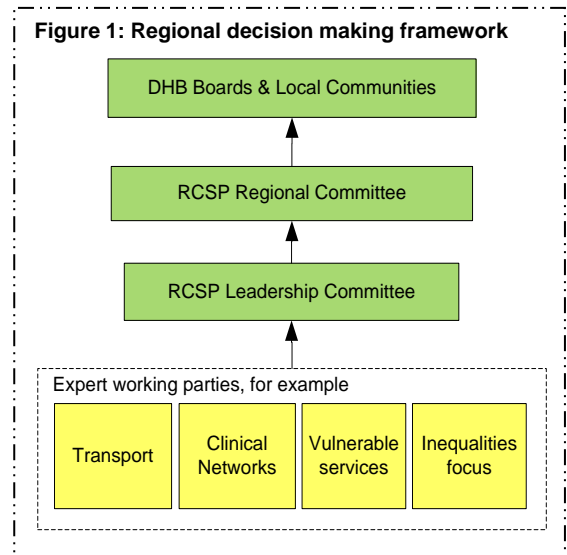 Figure 1: Regional decision making framework
DHB Boards & Local Communities
RCSP Regional Committee
RCSP Leadership Committee
Expert working parties, for example
Transport
Clinical
Networks
Vulnerable
services
Inequalities
focus